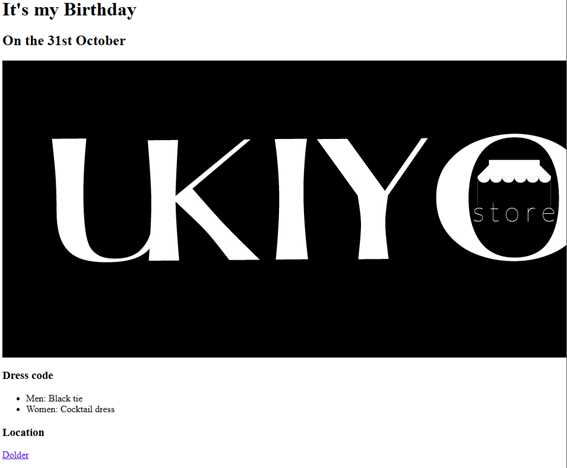 It's my Birthday
On the 31st October
UKIYO
store
Dress code
Men: Black tie
Women: Cocktail dress
Location
Dolder